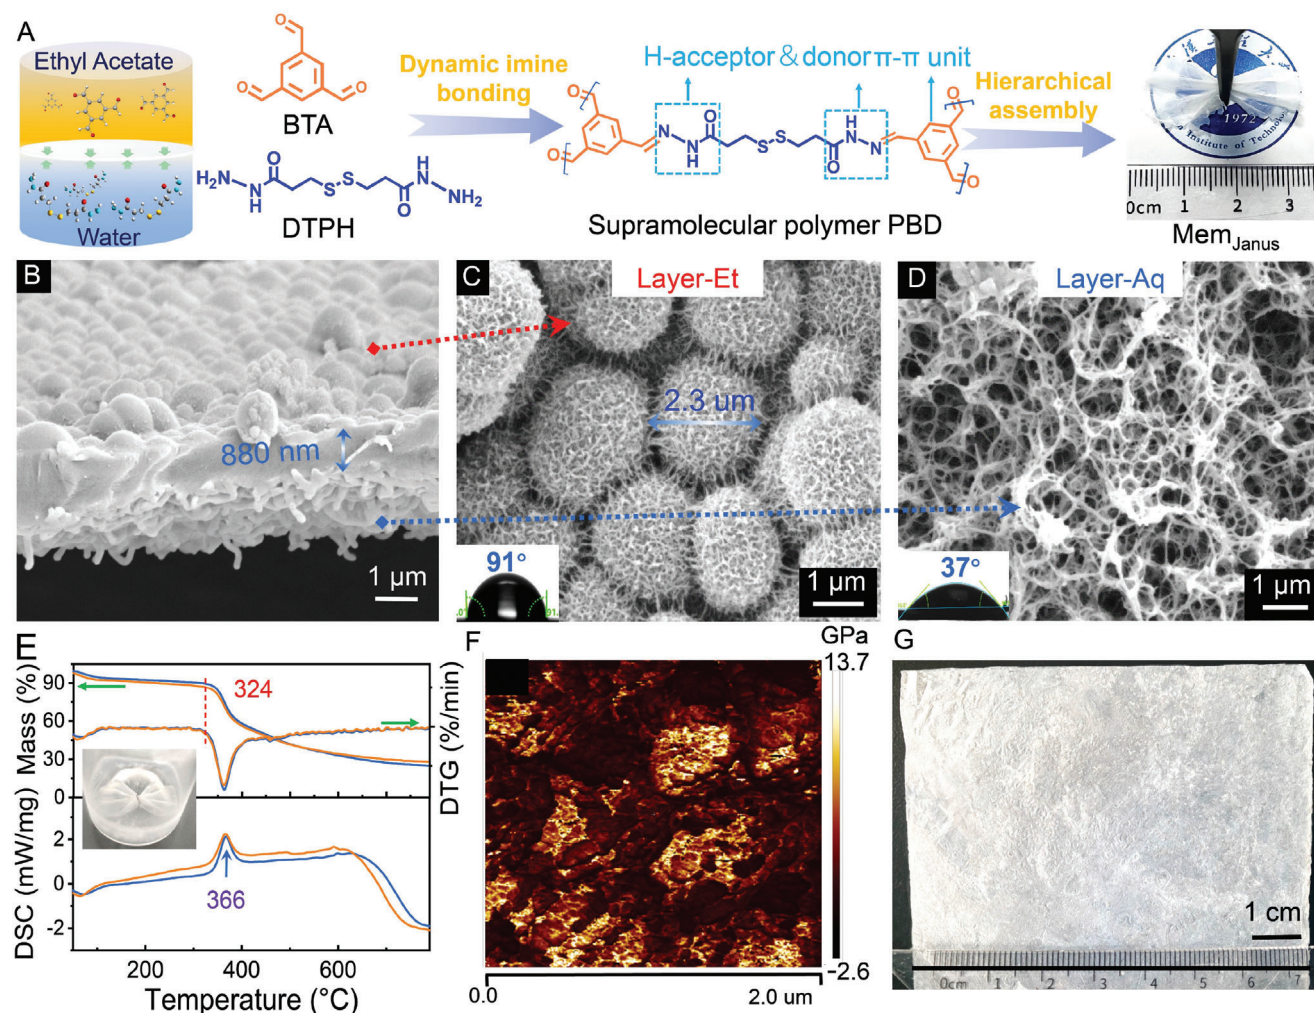 A
Ethyl Acetate
Water
BTA
H₂N
N
H
O
S
S
O
H
N
NH₂
DTPH
Dynamic imine
bonding
H-acceptor & donor π-π unit
O
O
N
N
H
O
S
S
O
H
N
N
O
O
Supramolecular polymer PBD
Hierarchical
assembly
1972
Institute of Technology
0cm 1 2 3
Mem_Janus
B
880 nm
1 µm
C
Layer-Et
2.3 um
91°
1 µm
D
Layer-Aq
37°
1 µm
E
Mass (%)
90
60
30
0
324
DTG (%/min)
DSC (mW/mg)
2
0
-2
366
200 400 600
Temperature (°C)
F
GPa
13.7
-2.6
0.0 2.0 um
G
1 cm
0cm 1 2 3 4 5 6 7